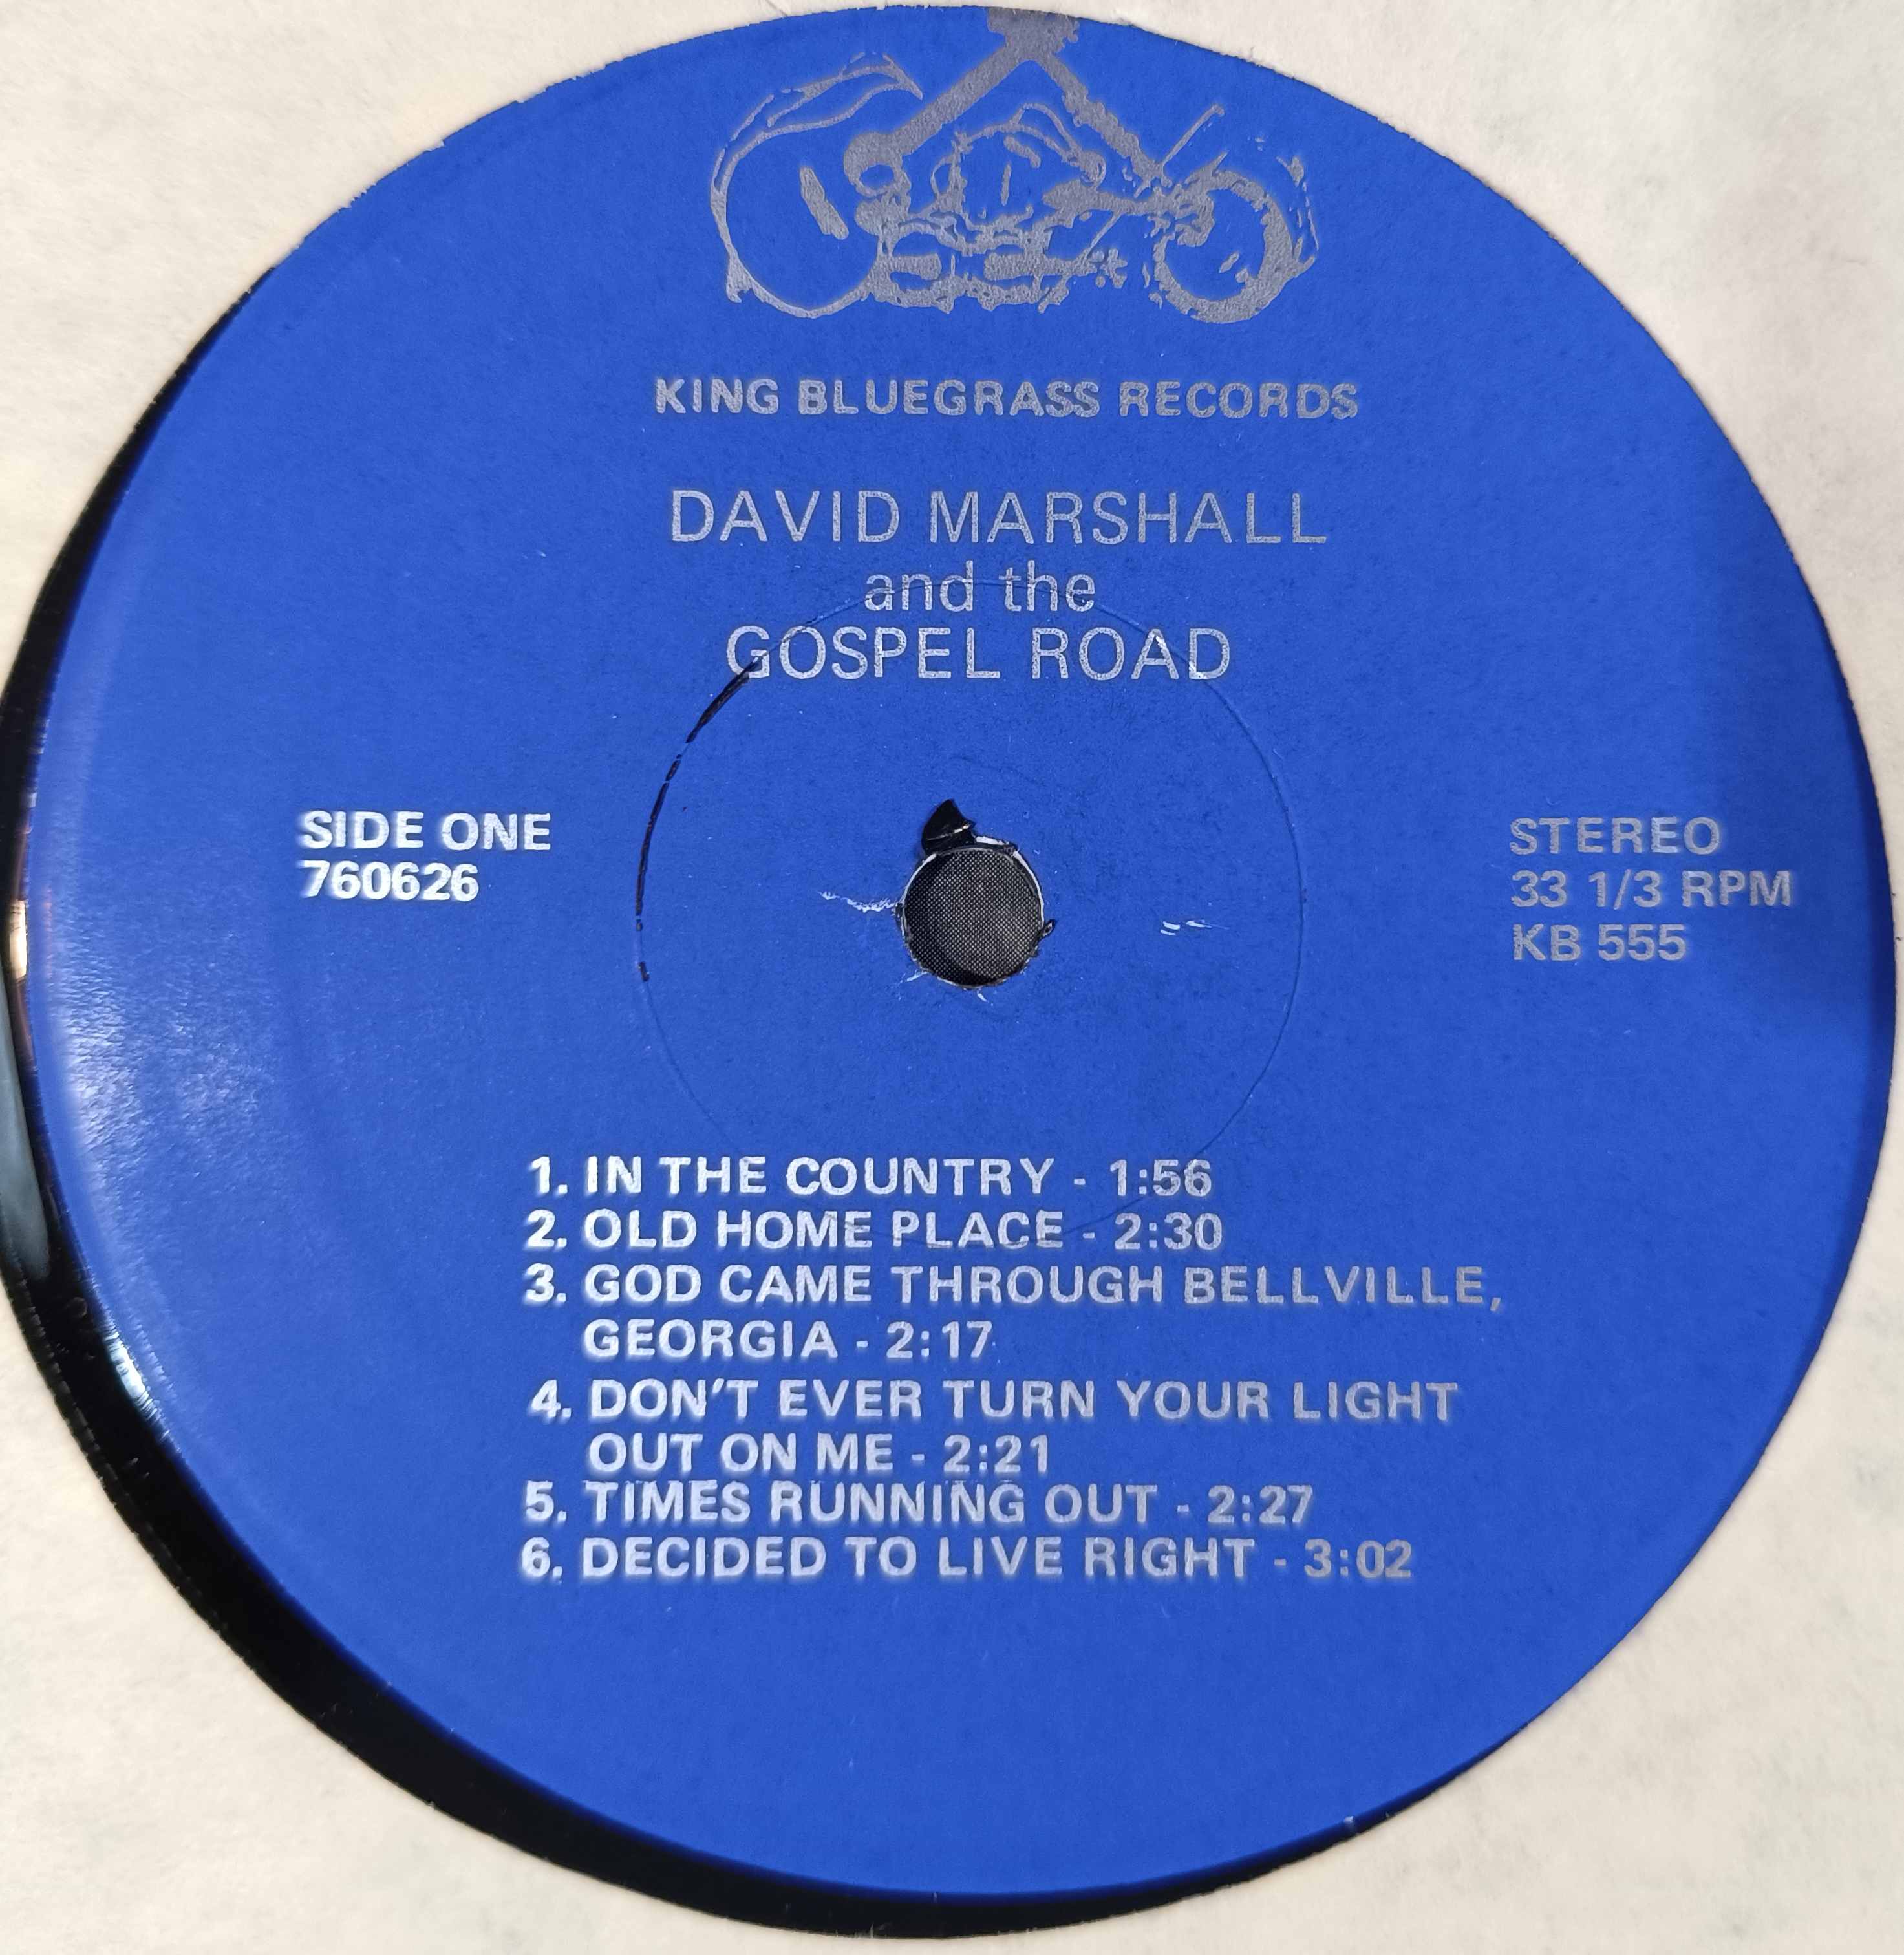 KING BLUEGRASS RECORDS
DAVID MARSHALL
and the
GOSPEL ROAD
SIDE ONE
760626
STEREO
33 1/3 RPM
KB 555
1. IN THE COUNTRY - 1:56
2. OLD HOME PLACE - 2:30
3. GOD CAME THROUGH BELLVILLE,
GEORGIA - 2:17
4. DON'T EVER TURN YOUR LIGHT
OUT ON ME - 2:21
5. TIMES RUNNING OUT - 2:27
6. DECIDED TO LIVE RIGHT - 3:02